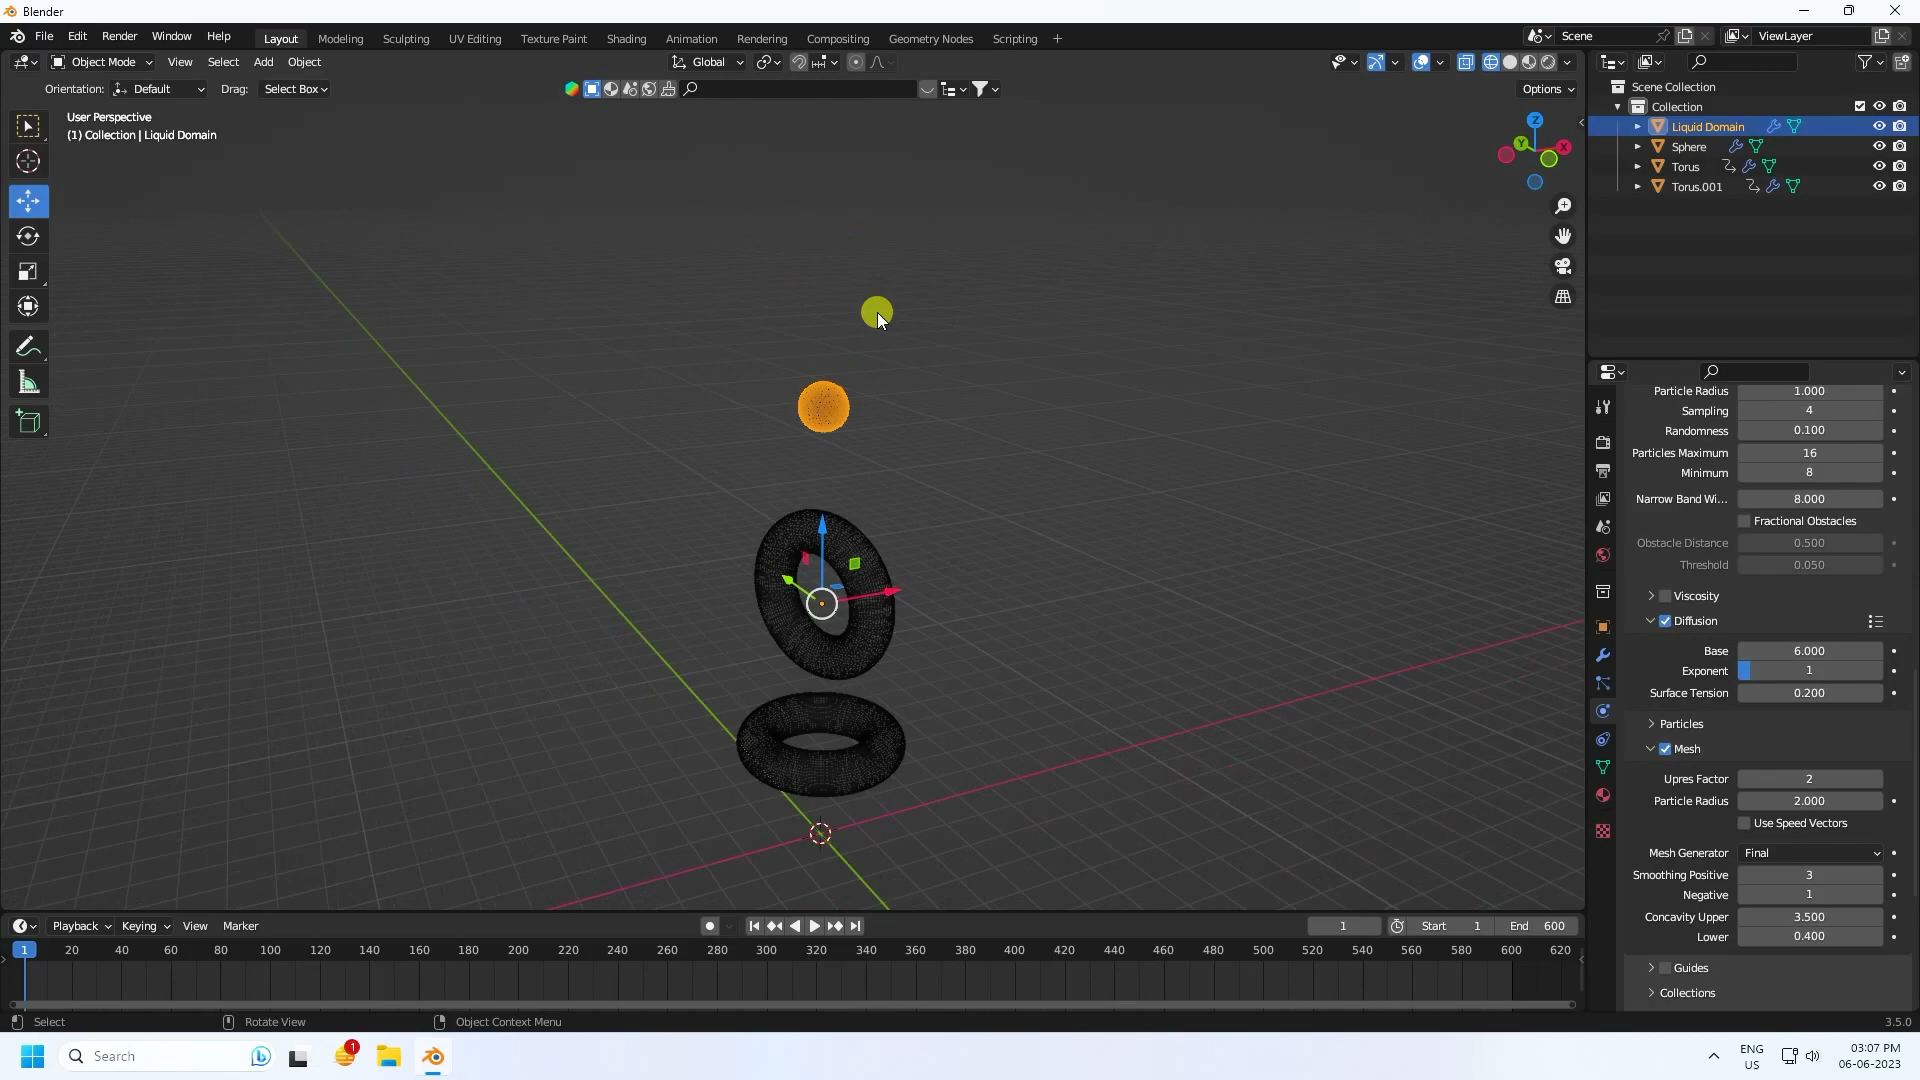 Blender
File Edit Render Window Help Layout Modeling Sculpting UV Editing Texture Paint Shading Animation Rendering Compositing Geometry Nodes Scripting + Scene ViewLayer
Object Mode View Select Add Object Global
Orientation: Default Drag: Select Box Options
User Perspective
(1) Collection | Liquid Domain
Z
Y
X
Scene Collection
Collection
Liquid Domain
Sphere
Torus
Torus.001
Particle Radius 1.000
Sampling 4
Randomness 0.100
Particles Maximum 16
Minimum 8
Narrow Band Wi... 8.000
Fractional Obstacles
Obstacle Distance 0.500
Threshold 0.050
Viscosity
Diffusion
Base 6.000
Exponent 1
Surface Tension 0.200
Particles
Mesh
Upres Factor 2
Particle Radius 2.000
Use Speed Vectors
Mesh Generator Final
Smoothing Positive 3
Negative 1
Concavity Upper 3.500
Lower 0.400
Guides
Collections
Playback Keying View Marker 1 Start 1 End 600
1 20 40 60 80 100 120 140 160 180 200 220 240 260 280 300 320 340 360 380 400 420 440 460 480 500 520 540 560 580 600 620
Select Rotate View Object Context Menu 3.5.0
Search 1 ENG US 03:07 PM
06-06-2023